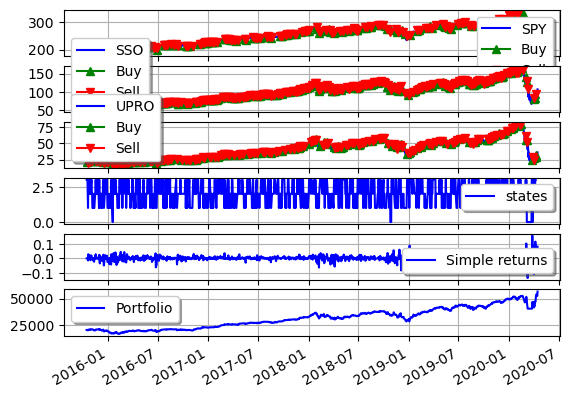 300
200
SPY
Buy
SSO
Buy
Sell
150
100
50
UPRO
Buy
Sell
75
50
25
2.5
0.0
states
0.1
0.0
−0.1
Simple returns
50000
25000
Portfolio
2016-01
2016-07
2017-01
2017-07
2018-01
2018-07
2019-01
2019-07
2020-01
2020-07